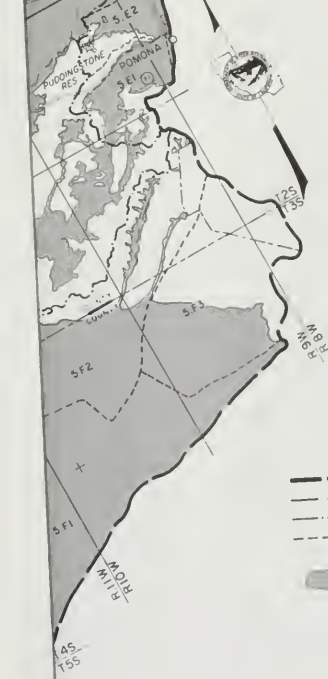 S.E2
PUDDINGSTONE
RES.
POMONA
S.E1
T2S
T3S
S.F3
R9W
R8W
S.F2
S.F1
R11W
R10W
T4S
T5S